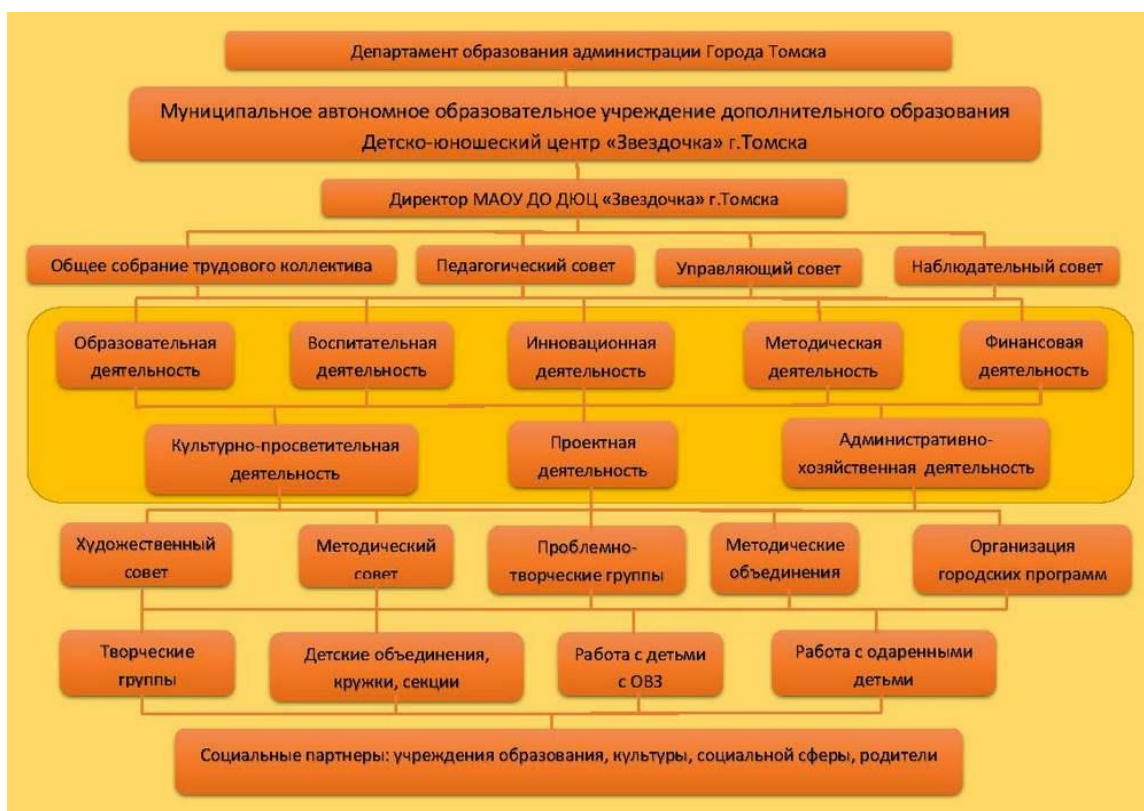 Департамент образования администрации Города Томска
Муниципальное автономное образовательное учреждение дополнительного образования
Детско-юношеский центр «Звездочка» г.Томска
Директор МАОУ ДО ДЮЦ «Звездочка» г.Томска
Общее собрание трудового коллектива
Педагогический совет
Управляющий совет
Наблюдательный совет
Образовательная
деятельность
Воспитательная
деятельность
Инновационная
деятельность
Методическая
деятельность
Финансовая
деятельность
Культурно-просветительная
деятельность
Проектная
деятельность
Административно-
хозяйственная деятельность
Художественный
совет
Методический
совет
Проблемно-
творческие группы
Методические
объединения
Организация
городских программ
Творческие
группы
Детские объединения,
кружки, секции
Работа с детьми
с ОВЗ
Работа с одаренными
детьми
Социальные партнеры: учреждения образования, культуры, социальной сферы, родители